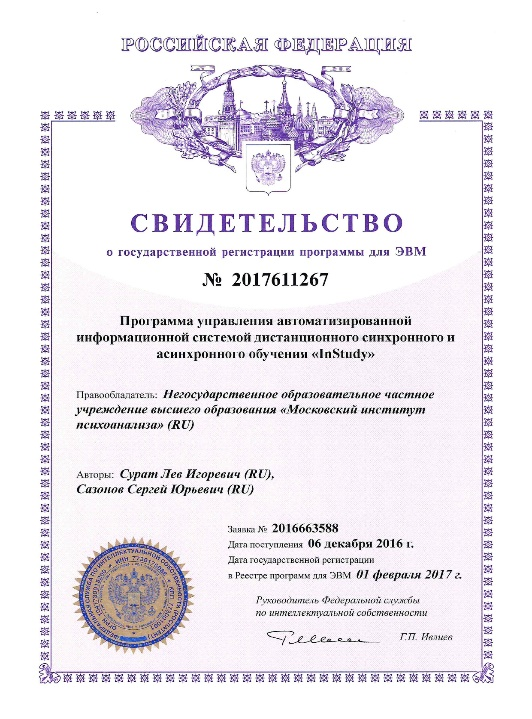 РОССИЙСКАЯ ФЕДЕРАЦИЯ
СВИДЕТЕЛЬСТВО
о государственной регистрации программы для ЭВМ
№ 2017611267
Программа управления автоматизированной
информационной системой дистанционного синхронного и
асинхронного обучения «InStudy»
Правообладатель: Негосударственное образовательное частное
учреждение высшего образования «Московский институт
психоанализа» (RU)
Авторы: Сурат Лев Игоревич (RU),
Сазонов Сергей Юрьевич (RU)
Заявка № 2016663588
Дата поступления 06 декабря 2016 г.
Дата государственной регистрации
в Реестре программ для ЭВМ 01 февраля 2017 г.
Руководитель Федеральной службы
по интеллектуальной собственности
Г.П. Ивлиев